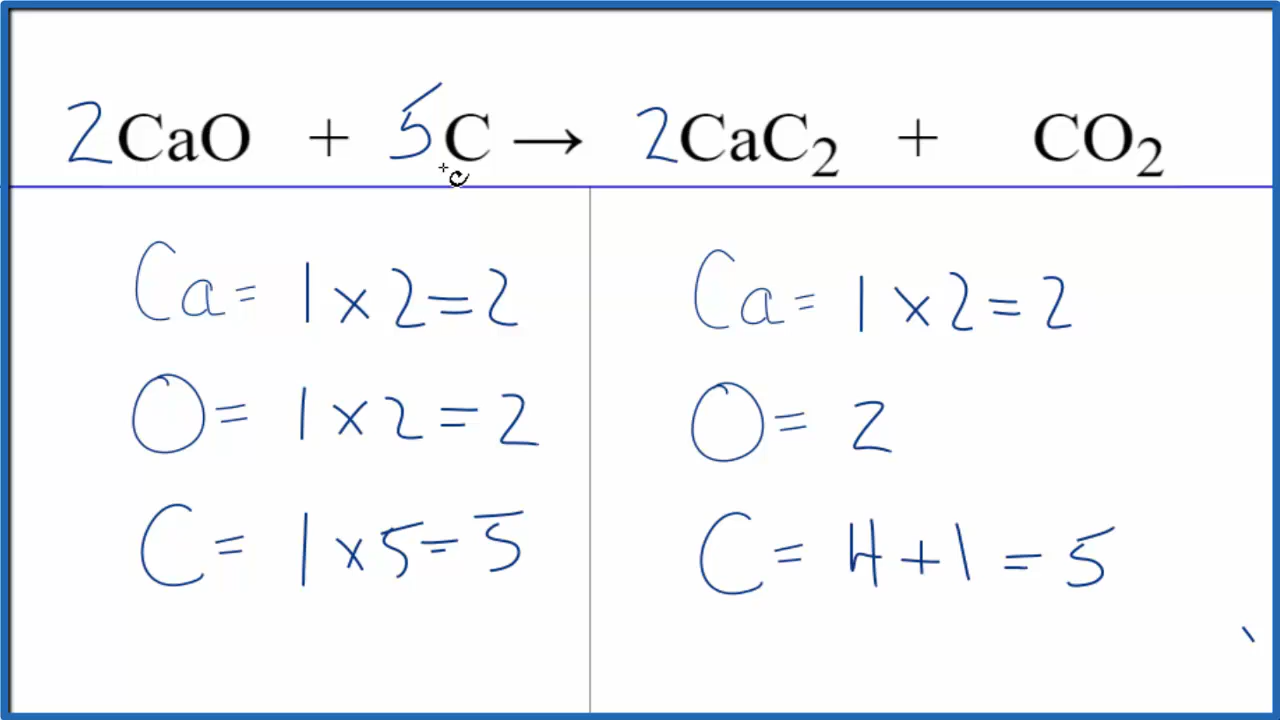 2CaO + 5C → 2CaC₂ + CO₂
Ca = 1 x 2 = 2
O = 1 x 2 = 2
C = 1 x 5 = 5
Ca = 1 x 2 = 2
O = 2
C = 4 + 1 = 5